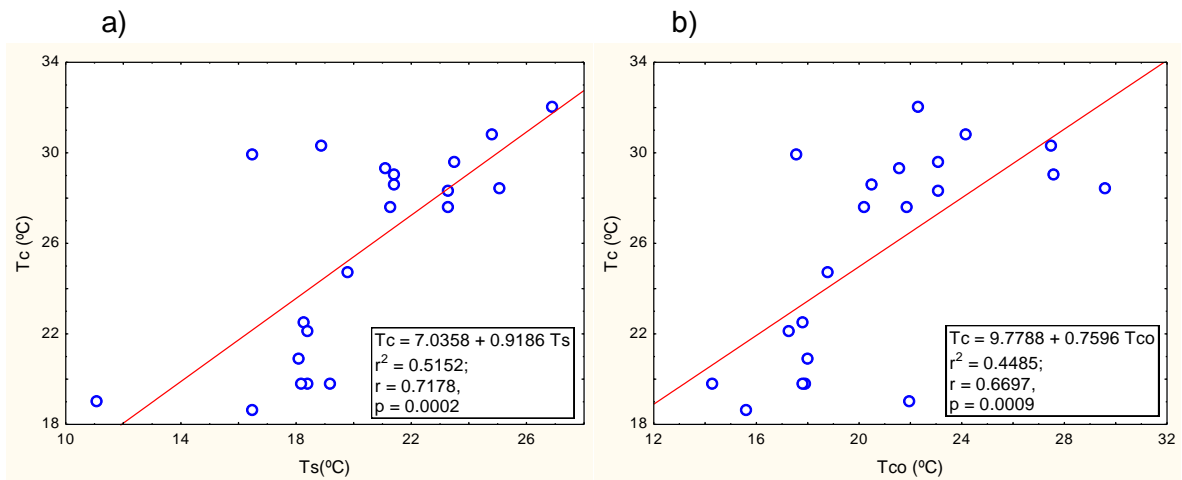 a)
34
30
26
22
18
Tc (ºC)
10
14
18
22
26
Ts(ºC)
Tc = 7.0358 + 0.9186 Ts
r² = 0.5152;
r = 0.7178,
p = 0.0002
b)
34
30
26
22
18
Tc (ºC)
12
16
20
24
28
32
Tco (ºC)
Tc = 9.7788 + 0.7596 Tco
r² = 0.4485;
r = 0.6697,
p = 0.0009